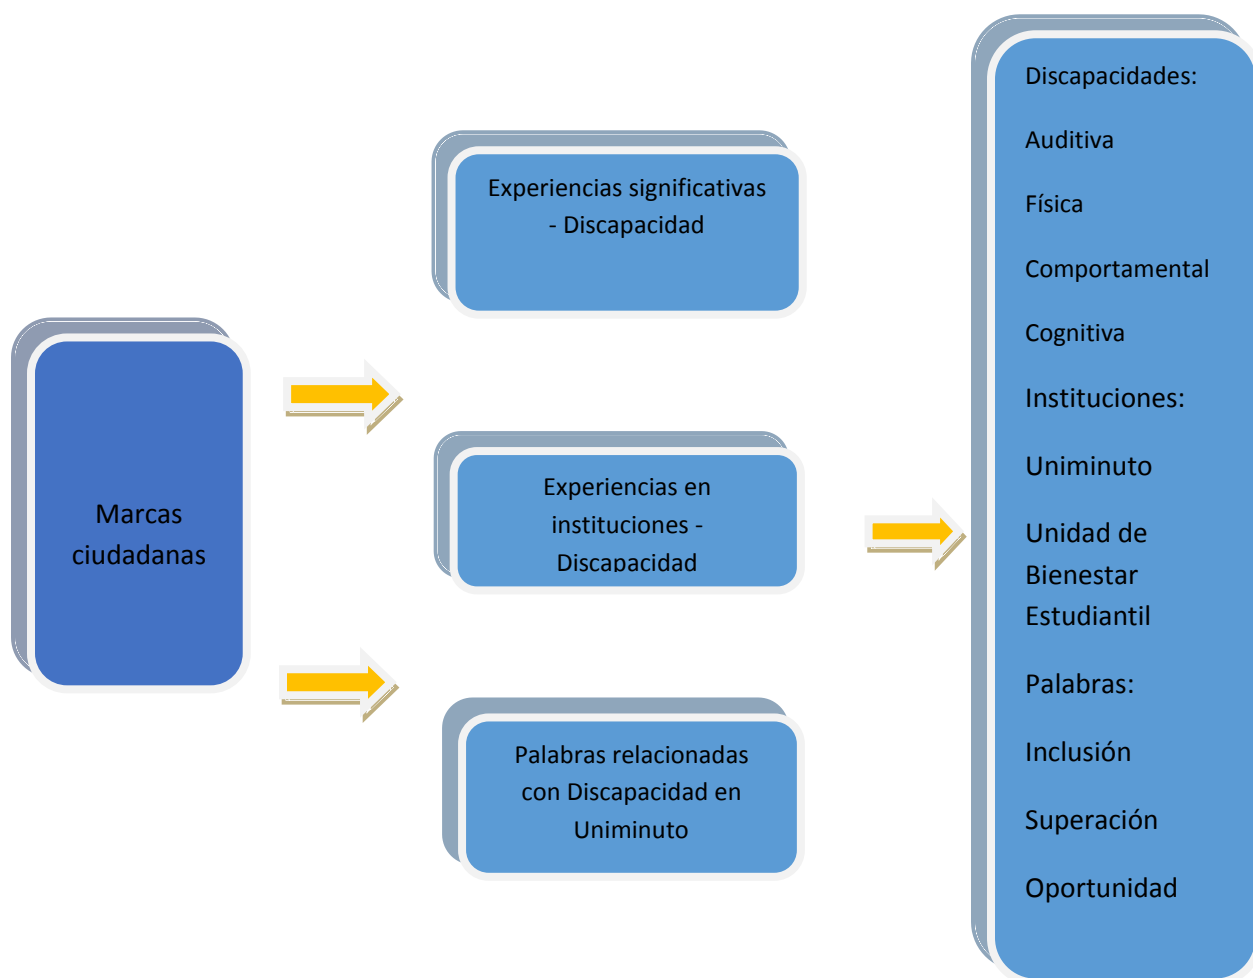 Marcas
ciudadanas
Experiencias significativas
- Discapacidad
Experiencias en
instituciones -
Discapacidad
Palabras relacionadas
con Discapacidad en
Uniminuto
Discapacidades:
Auditiva
Física
Comportamental
Cognitiva
Instituciones:
Uniminuto
Unidad de
Bienestar
Estudiantil
Palabras:
Inclusión
Superación
Oportunidad